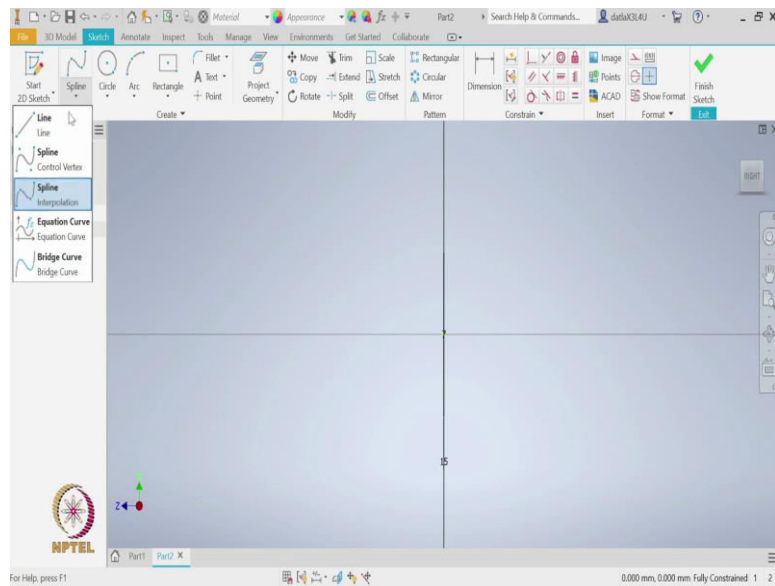 Material Appearance fx Part2 Search Help & Commands... datlaX3L4U
File 3D Model Sketch Annotate Inspect Tools Manage View Environments Get Started Collaborate
Start 2D Sketch Spline Circle Arc Rectangle Fillet Text Point Project Geometry Move Copy Rotate Trim Extend Split Scale Stretch Offset Rectangular Circular Mirror Dimension Image Points ACAD Show Format Finish Sketch
Create Modify Pattern Constrain Insert Format Exit
Line
Line
Spline
Control Vertex
Spline
Interpolation
Equation Curve
Equation Curve
Bridge Curve
Bridge Curve
RIGHT
15
Z
NPTEL
Part1 Part2 X
For Help, press F1 0.000 mm, 0.000 mm Fully Constrained 1 2